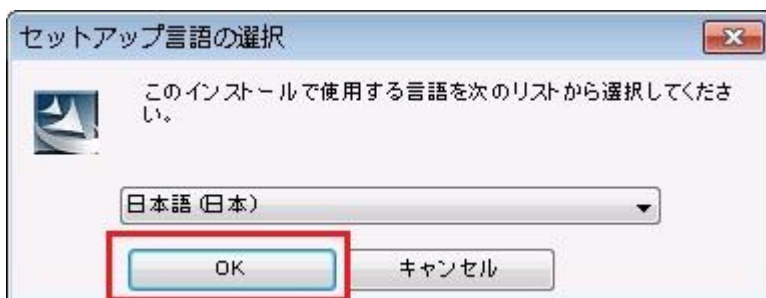 セットアップ言語の選択
このインストールで使用する言語を次のリストから選択してくださ
い。
日本語 (日本)
OK キャンセル